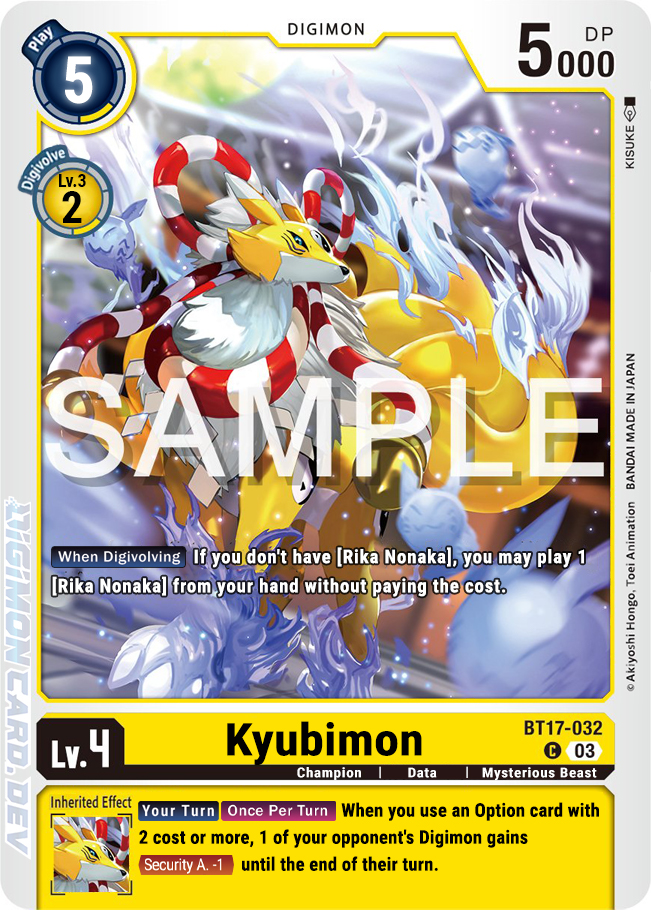 DIGIMON
Play
5
DP
5000
KISUKE
Digivolve
Lv.3
2
SAMPLE
When Digivolving If you don't have [Rika Nonaka], you may play 1
[Rika Nonaka] from your hand without paying the cost.
© Akiyoshi Hongo, Toei Animation BANDAI MADE IN JAPAN
DIGIMONCARD.DEV
Lv.4
Kyubimon
BT17-032
C 03
Champion | Data | Mysterious Beast
Inherited Effect
Your Turn Once Per Turn When you use an Option card with
2 cost or more, 1 of your opponent's Digimon gains
Security A. -1 until the end of their turn.